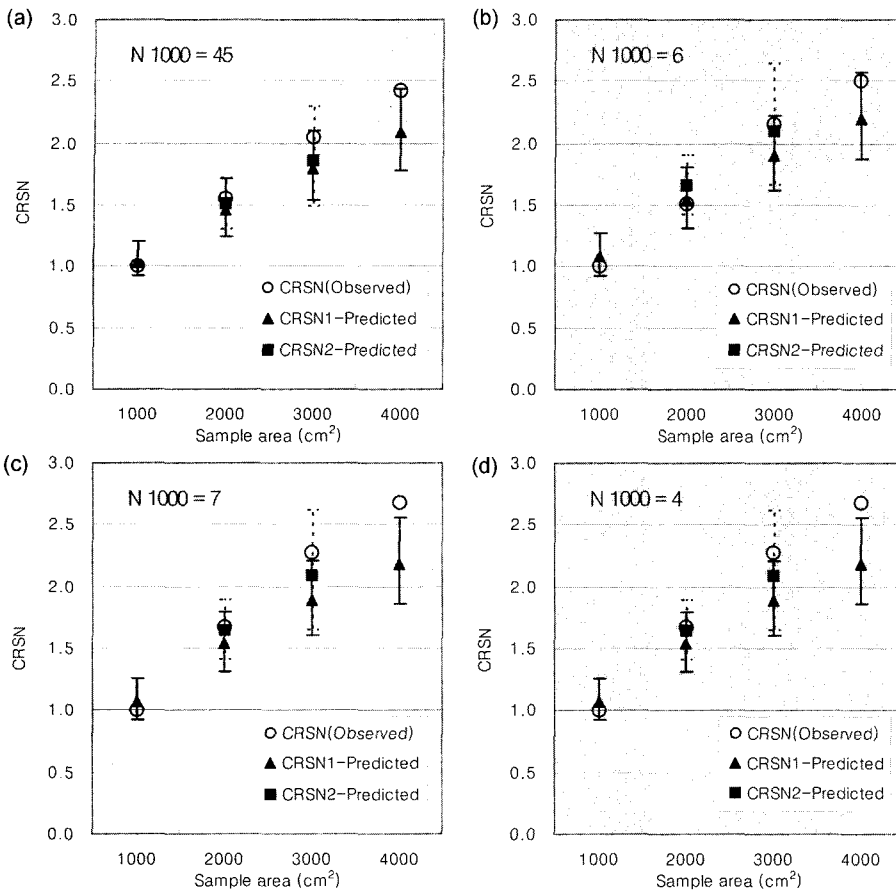 (a)
N 1000 = 45
3.0
2.5
2.0
1.5
1.0
0.5
0.0
CRSN
CRSN(Observed)
CRSN1-Predicted
CRSN2-Predicted
1000 2000 3000 4000
Sample area (cm²)
(b)
N 1000 = 6
3.0
2.5
2.0
1.5
1.0
0.5
0.0
CRSN
CRSN(Observed)
CRSN1-Predicted
CRSN2-Predicted
1000 2000 3000 4000
Sample area (cm²)
(c)
N 1000 = 7
3.0
2.5
2.0
1.5
1.0
0.5
0.0
CRSN
CRSN(Observed)
CRSN1-Predicted
CRSN2-Predicted
1000 2000 3000 4000
Sample area (cm²)
(d)
N 1000 = 4
3.0
2.5
2.0
1.5
1.0
0.5
0.0
CRSN
CRSN(Observed)
CRSN1-Predicted
CRSN2-Predicted
1000 2000 3000 4000
Sample area (cm²)